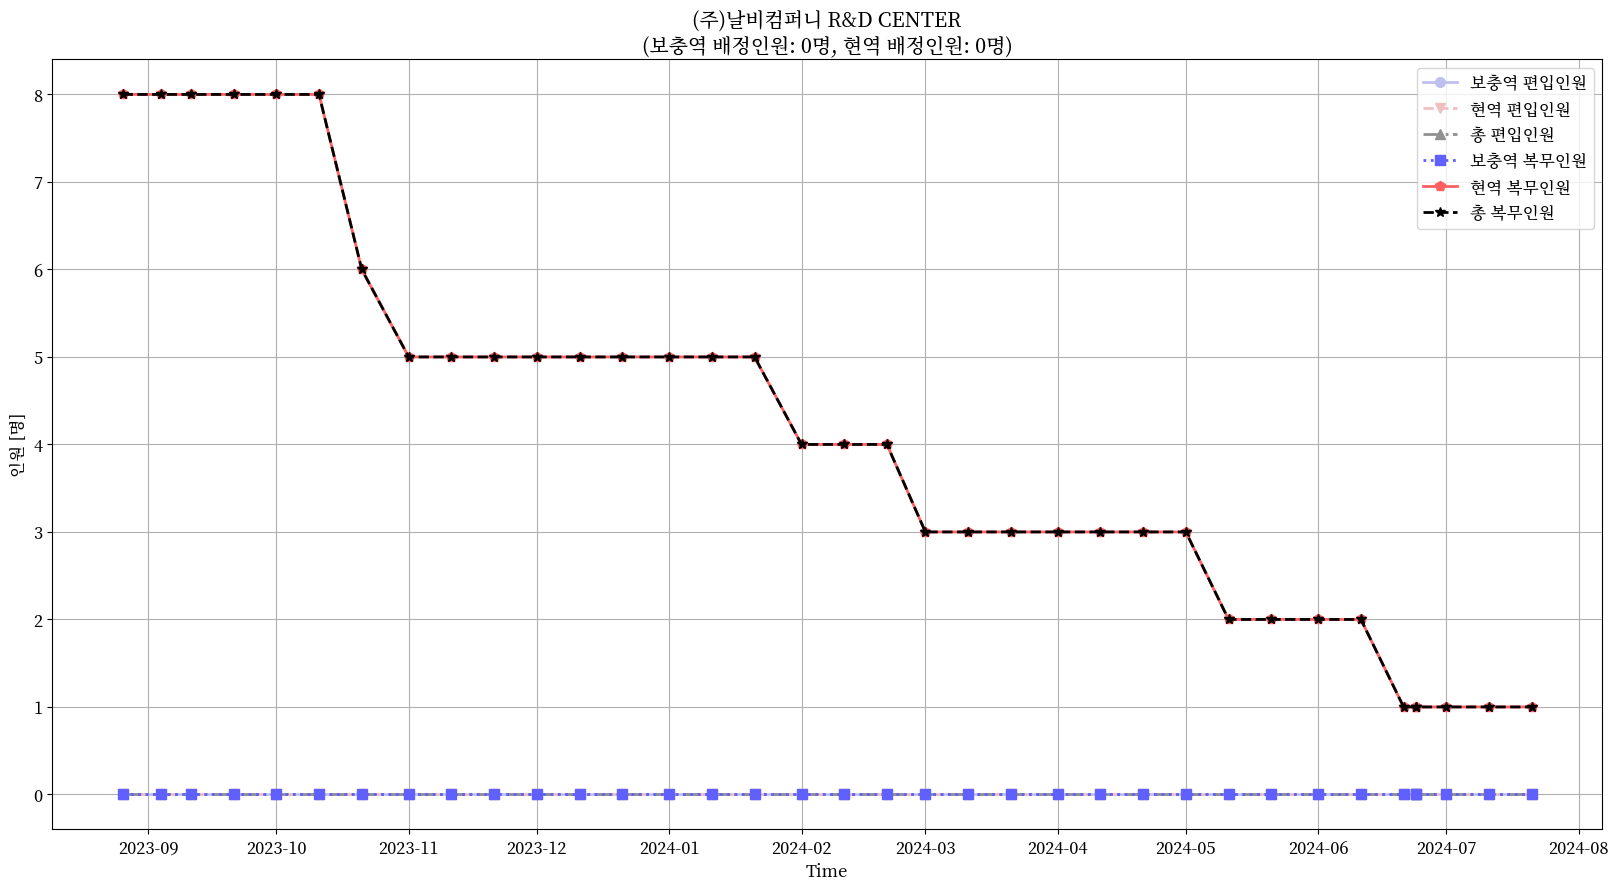 (주)날비컴퍼니 R&D CENTER
(보충역 배정인원: 0명, 현역 배정인원: 0명)
보충역 편입인원
현역 편입인원
총 편입인원
보충역 복무인원
현역 복무인원
총 복무인원
인원 [명]
8
7
6
5
4
3
2
1
0
2023-09 2023-10 2023-11 2023-12 2024-01 2024-02 2024-03 2024-04 2024-05 2024-06 2024-07 2024-08
Time